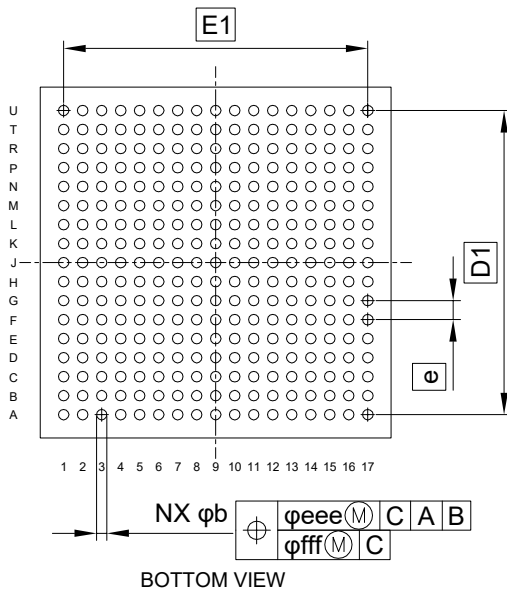 E1
U
T
R
P
N
M
L
K
J
H
G
F
E
D
C
B
A
D1
e
1 2 3 4 5 6 7 8 9 10 11 12 13 14 15 16 17
NX φb
φeee Ⓜ C A B
φfff Ⓜ C
BOTTOM VIEW